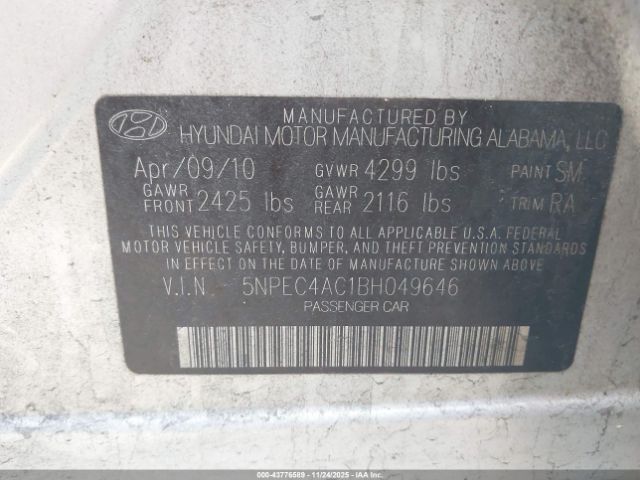 MANUFACTURED BY
HYUNDAI MOTOR MANUFACTURING ALABAMA, LLC
Apr/09/10 GVWR 4299 lbs PAINT SM
GAWR FRONT 2425 lbs GAWR REAR 2116 lbs TRIM RA
THIS VEHICLE CONFORMS TO ALL APPLICABLE U.S.A. FEDERAL
MOTOR VEHICLE SAFETY, BUMPER, AND THEFT PREVENTION STANDARDS
IN EFFECT ON THE DATE OF MANUFACTURE SHOWN ABOVE.
V.I.N 5NPEC4AC1BH049646
PASSENGER CAR
000-43776589 - 11/24/2025 - COPYRIGHT IAA, LLC.